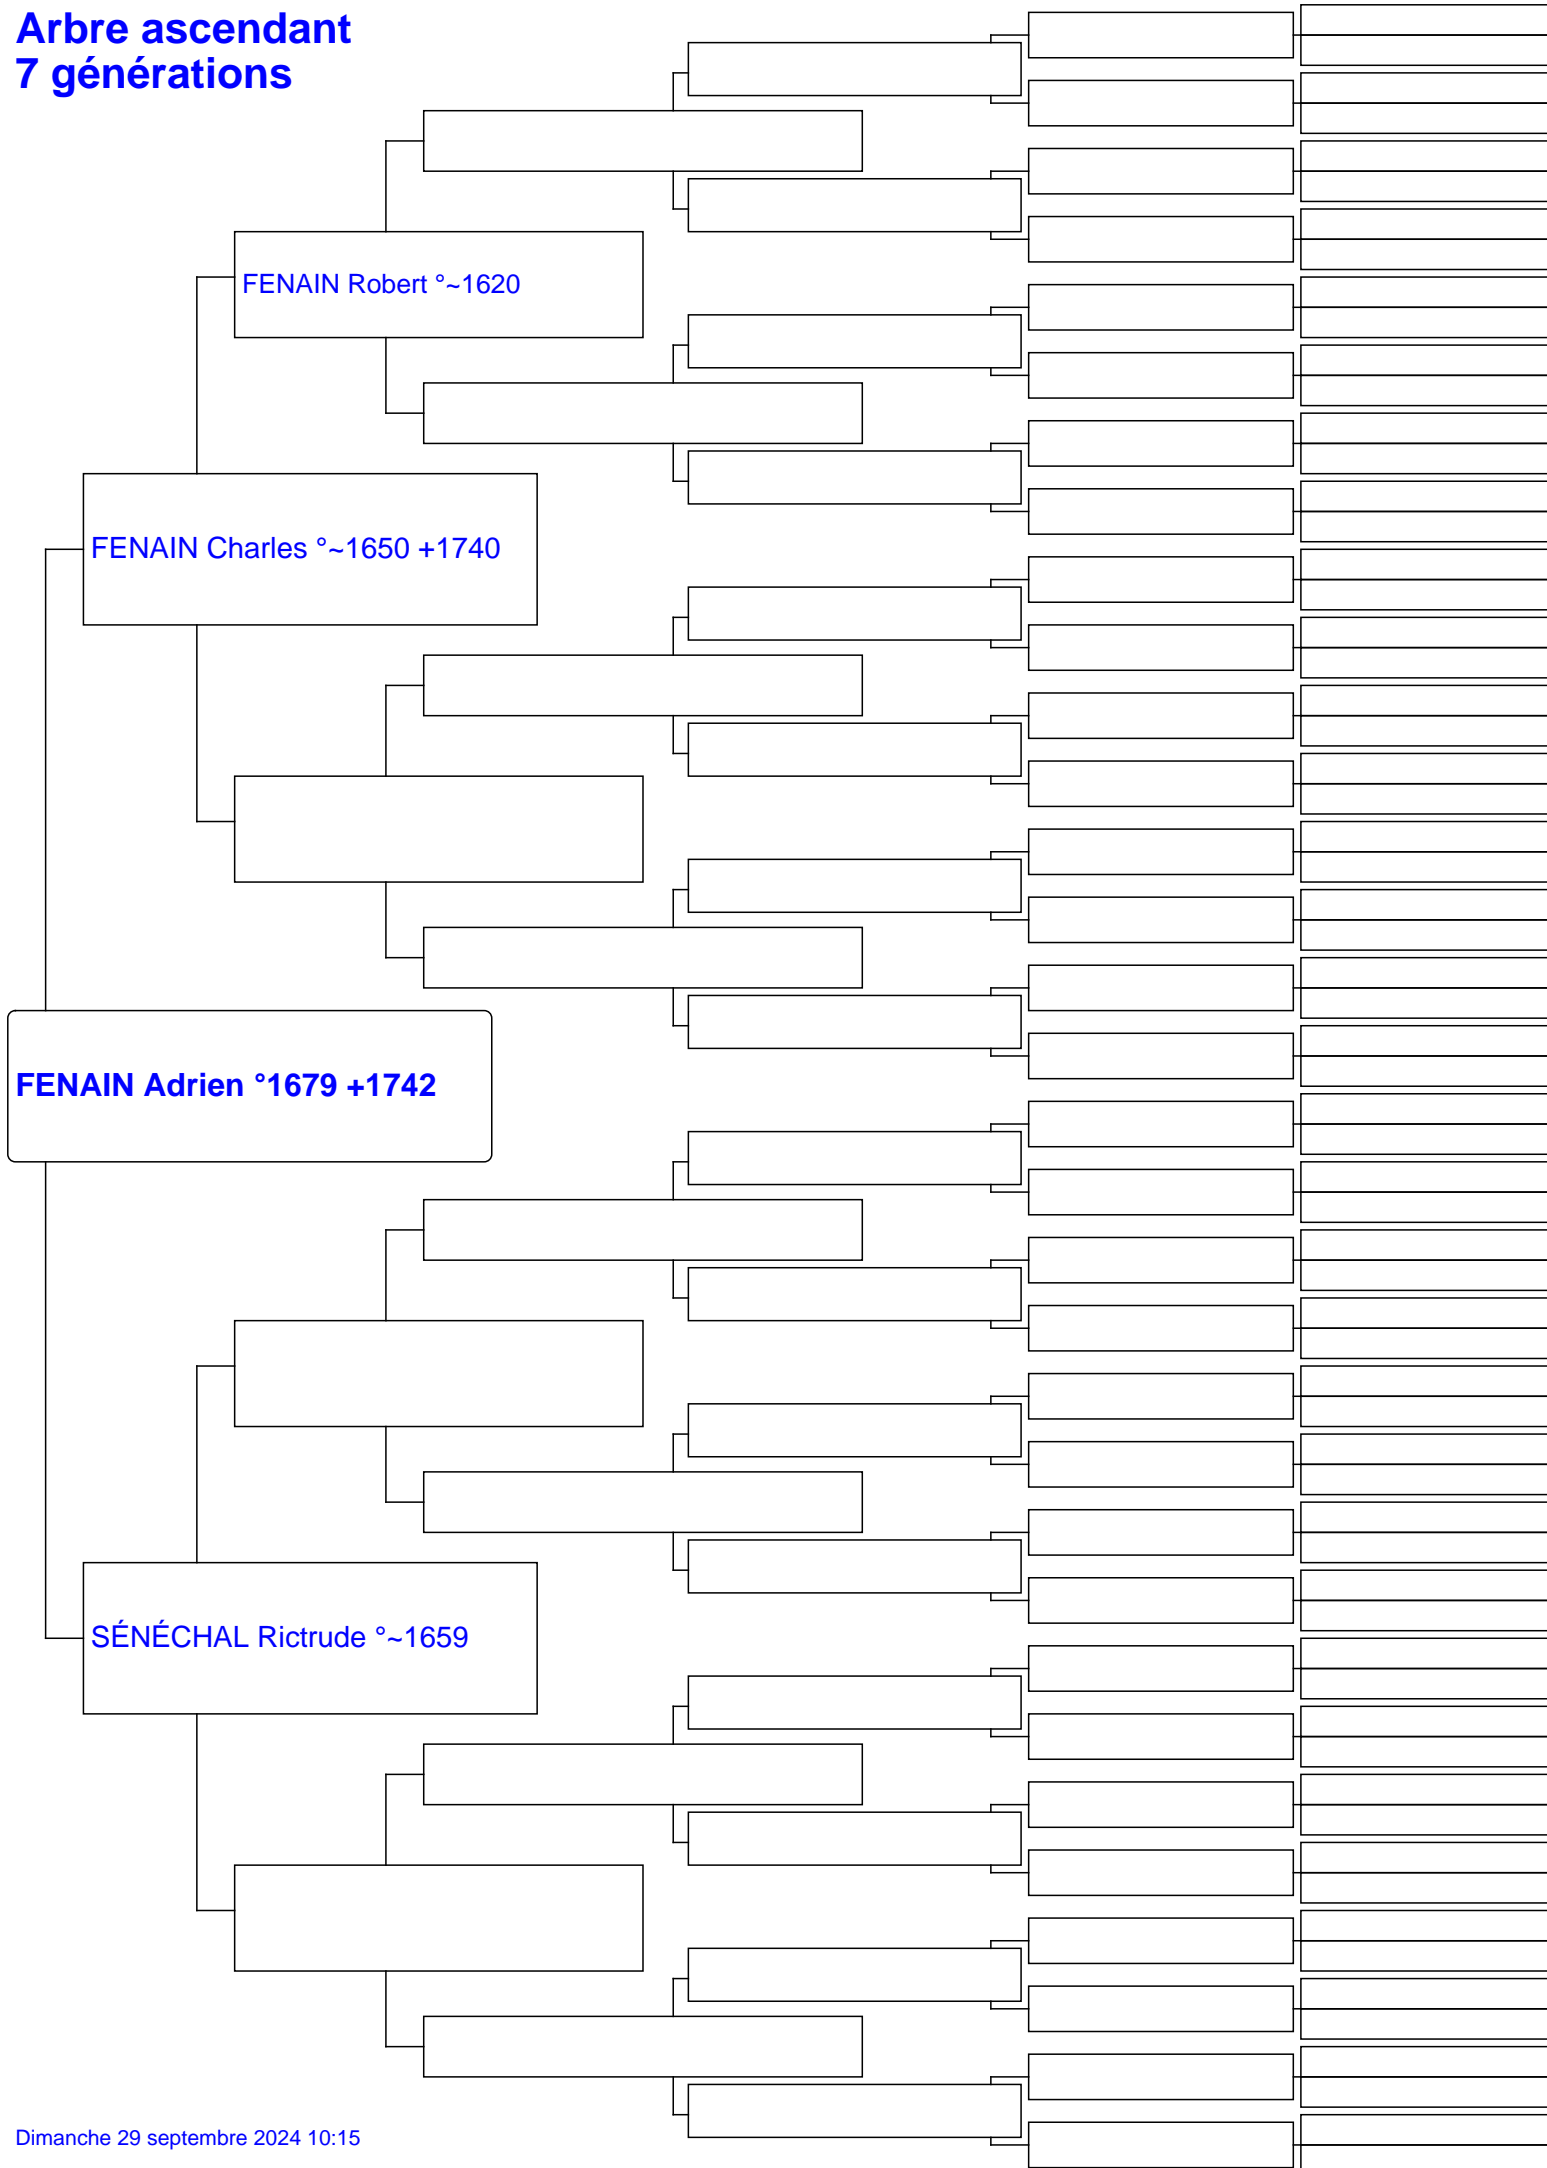 Arbre ascendant
7 générations
FENAIN Robert °~1620
FENAIN Charles °~1650 +1740
FENAIN Adrien °1679 +1742
SÉNÉCHAL Rictrude °~1659
Dimanche 29 septembre 2024 10:15